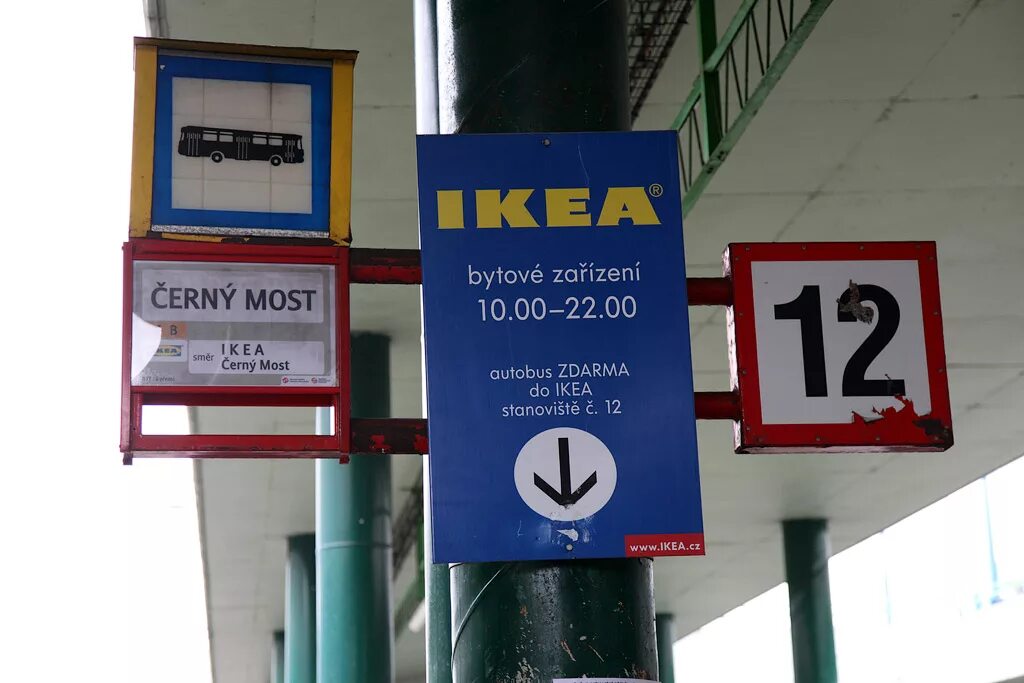 ČERNÝ MOST
B
IKEA
směr IKEA
Černý Most
IKEA®
bytové zařízení
10.00–22.00
autobus ZDARMA
do IKEA
stanoviště č. 12
www.IKEA.cz
12